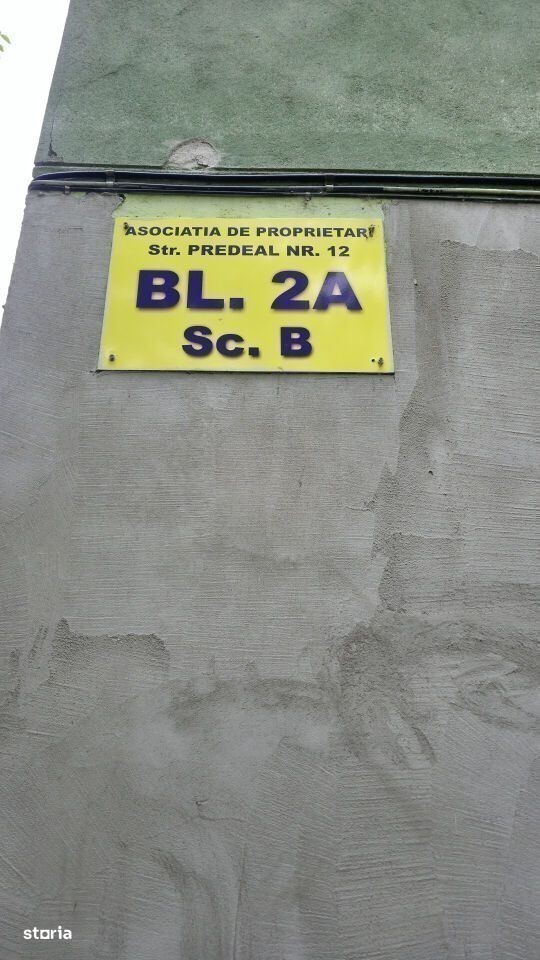 ASOCIATIA DE PROPRIETARI
Str. PREDEAL NR. 12
BL. 2A
Sc. B
storia